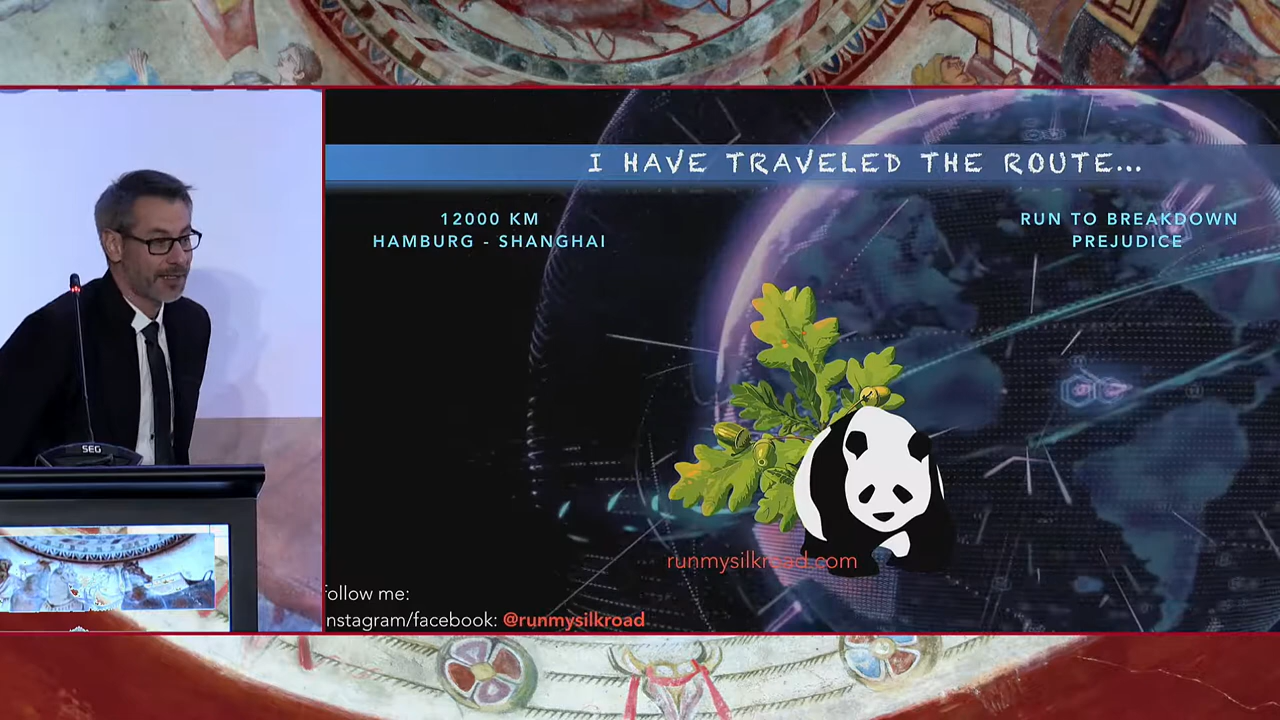 I HAVE TRAVELED THE ROUTE...
12000 KM
HAMBURG - SHANGHAI
RUN TO BREAKDOWN
PREJUDICE
runmysilkroad.com
follow me:
nstagram/facebook: @runmysilkroad
SEG